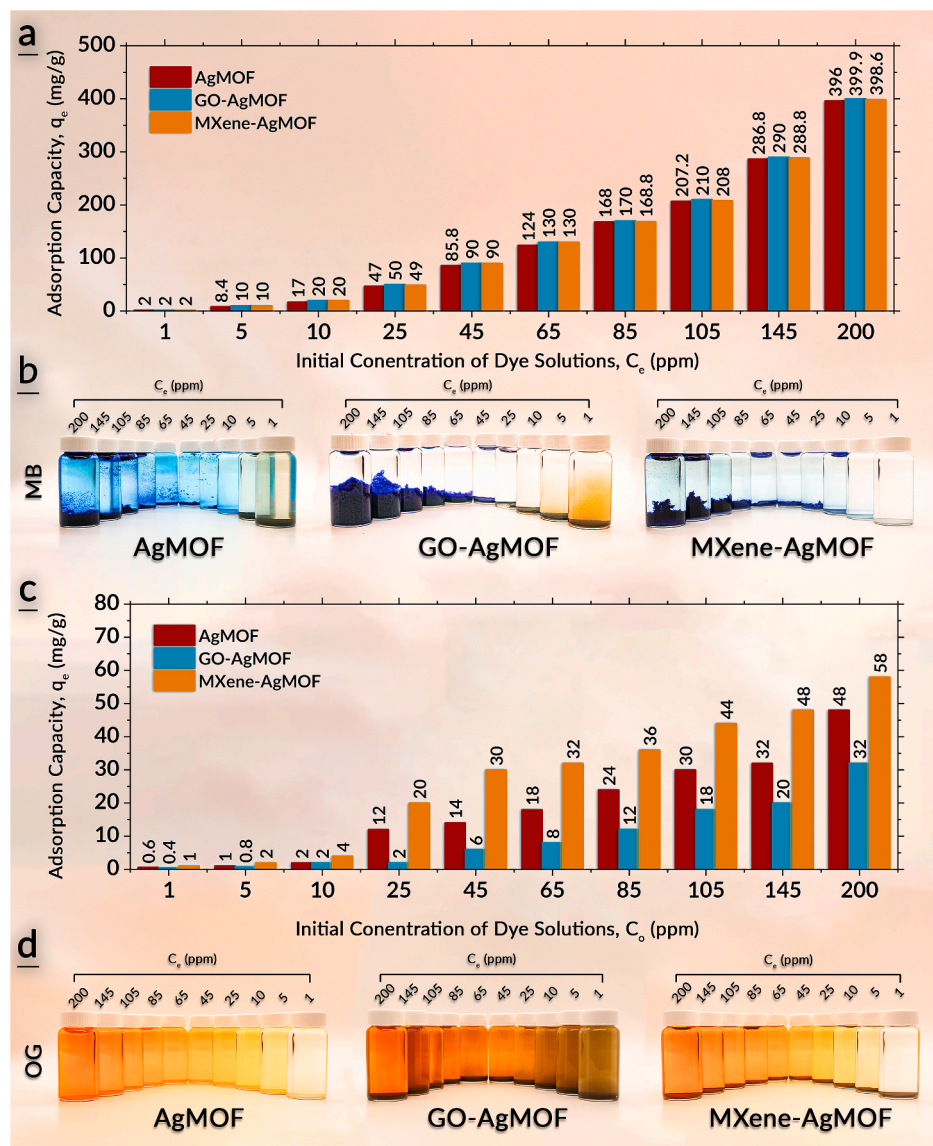 a
Adsorption Capacity, qe (mg/g)
500
400
300
200
100
0
AgMOF
GO-AgMOF
MXene-AgMOF
2 2 2
8.4 10 10
17 20 20
47 50 49
85.8 90 90
124 130 130
168 170 168.8
207.2 210 208
286.8 290 288.8
396 399.9 398.6
1 5 10 25 45 65 85 105 145 200
Initial Conentration of Dye Solutions, Ce (ppm)
b
Ce (ppm)
200 145 105 85 65 45 25 10 5 1
Ce (ppm)
200 145 105 85 65 45 25 10 5 1
Ce (ppm)
200 145 105 85 65 45 25 10 5 1
MB
AgMOF
GO-AgMOF
MXene-AgMOF
c
Adsorption Capacity, qe (mg/g)
80
70
60
50
40
30
20
10
0
AgMOF
GO-AgMOF
MXene-AgMOF
0.6 0.4 1
1 0.8 2
2 2 4
12 2 20
14 6 30
18 8 32
24 12 36
30 18 44
32 20 48
48 32 58
1 5 10 25 45 65 85 105 145 200
Initial Conentration of Dye Solutions, Co (ppm)
d
Ce (ppm)
200 145 105 85 65 45 25 10 5 1
Ce (ppm)
200 145 105 85 65 45 25 10 5 1
Ce (ppm)
200 145 105 85 65 45 25 10 5 1
OG
AgMOF
GO-AgMOF
MXene-AgMOF